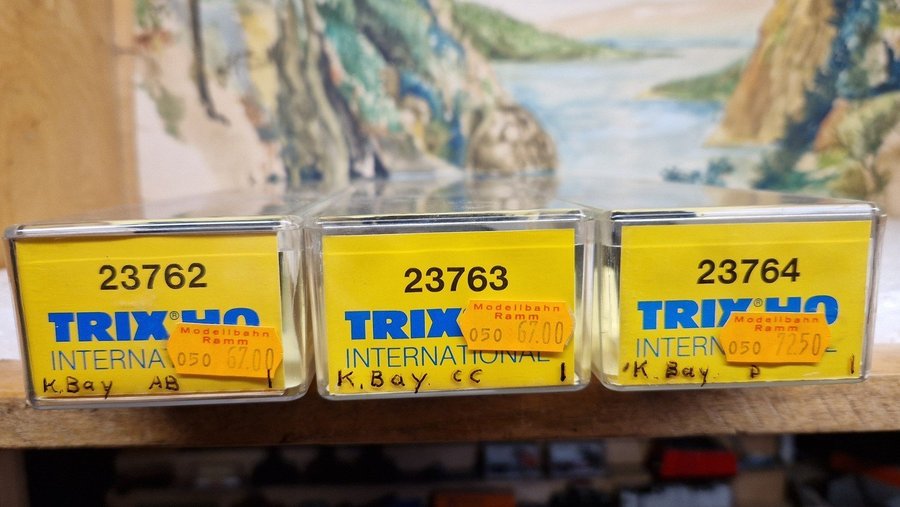 23762
TRIX® HO
INTERNA
Modellbahn
Ramm
050 67.00
K.Bay AB 1
23763
TRIX
INTERNATIONAL
Modellbahn
Ramm
050 67.00
K.Bay. CC 1
23764
TRIX® HO
INTERN L
Modellbahn
Ramm
050 72.50
K.Bay. D 1